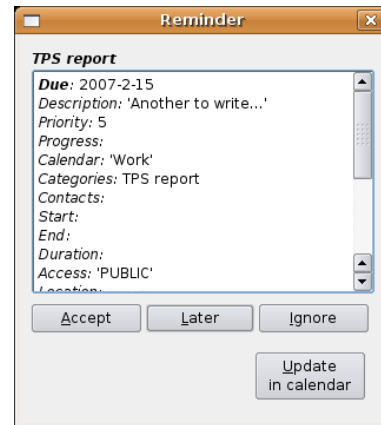 Reminder
TPS report
Due: 2007-2-15
Description: 'Another to write...'
Priority: 5
Progress:
Calendar: 'Work'
Categories: TPS report
Contacts:
Start:
End:
Duration:
Access: 'PUBLIC'
Location:
Accept Later Ignore
Update
in calendar